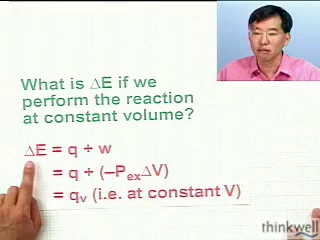 What is ΔE if we
perform the reaction
at constant volume?
ΔE = q + w
= q + (–PexΔV)
= qv (i.e. at constant V)
thinkwell